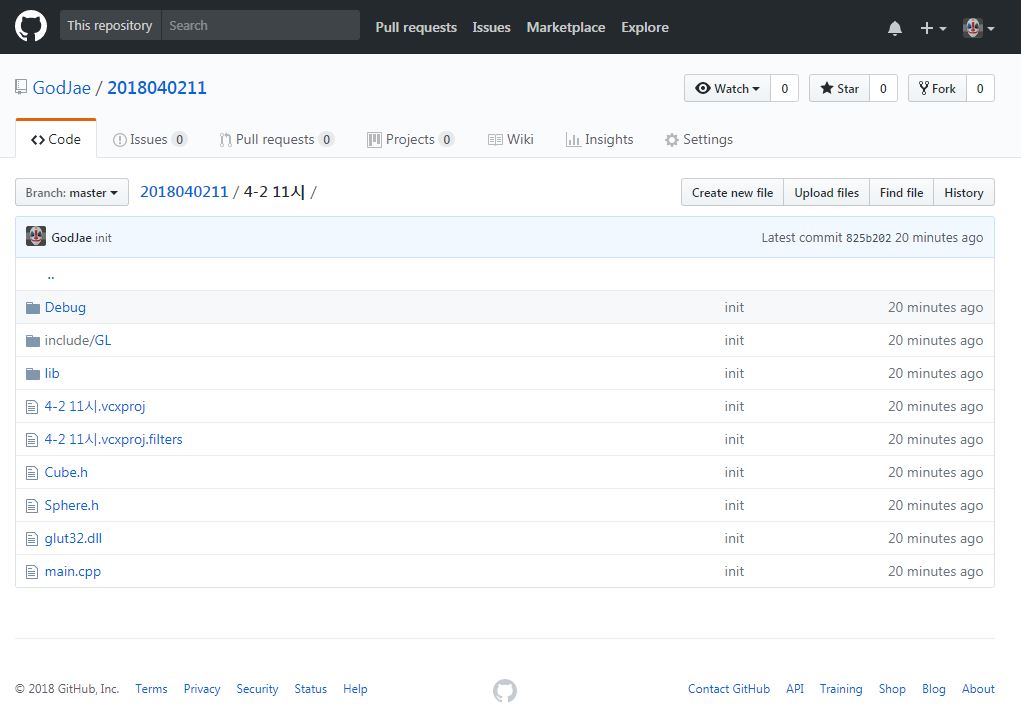 This repository Search Pull requests Issues Marketplace Explore
GodJae / 2018040211 Watch 0 Star 0 Fork 0
Code Issues 0 Pull requests 0 Projects 0 Wiki Insights Settings
Branch: master 2018040211 / 4-2 11시 / Create new file Upload files Find file History
GodJae init Latest commit 825b202 20 minutes ago
..
Debug init 20 minutes ago
include/GL init 20 minutes ago
lib init 20 minutes ago
4-2 11시.vcxproj init 20 minutes ago
4-2 11시.vcxproj.filters init 20 minutes ago
Cube.h init 20 minutes ago
Sphere.h init 20 minutes ago
glut32.dll init 20 minutes ago
main.cpp init 20 minutes ago
© 2018 GitHub, Inc. Terms Privacy Security Status Help Contact GitHub API Training Shop Blog About